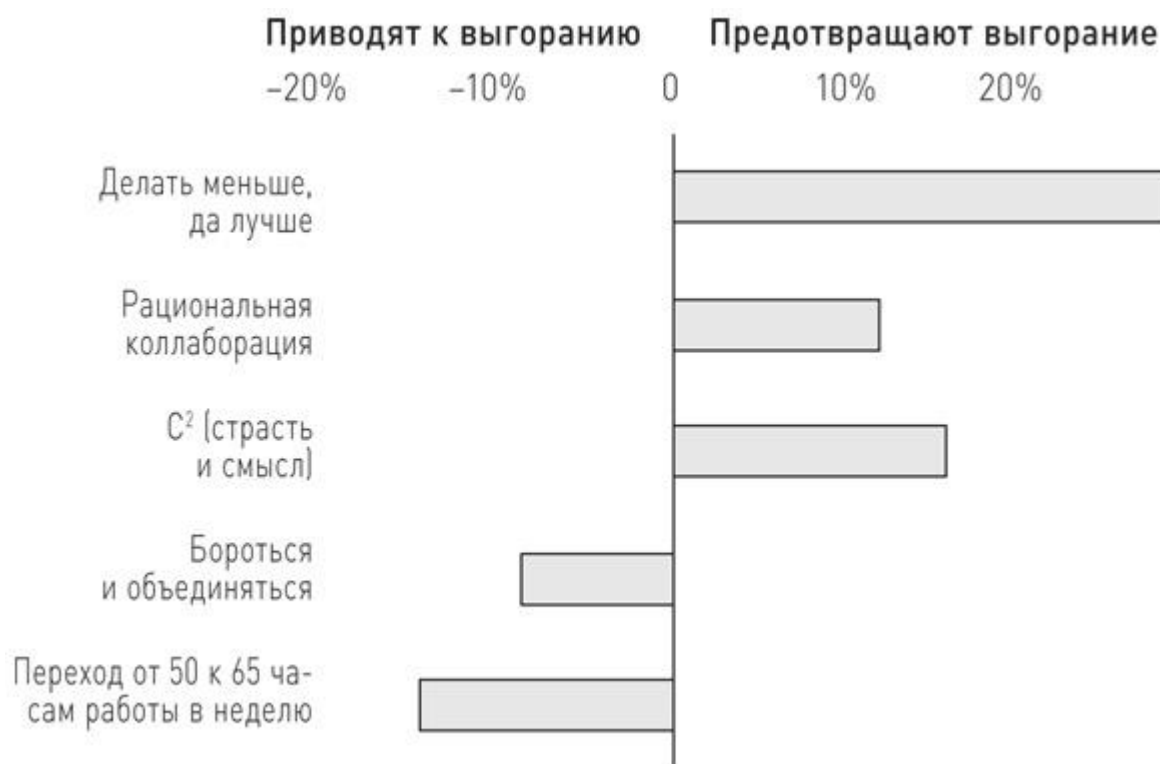 Приводят к выгоранию Предотвращают выгорание
–20% –10% 0 10% 20%
Делать меньше,
да лучше
Рациональная
коллаборация
С² (страсть
и смысл)
Бороться
и объединяться
Переход от 50 к 65 ча-
сам работы в неделю